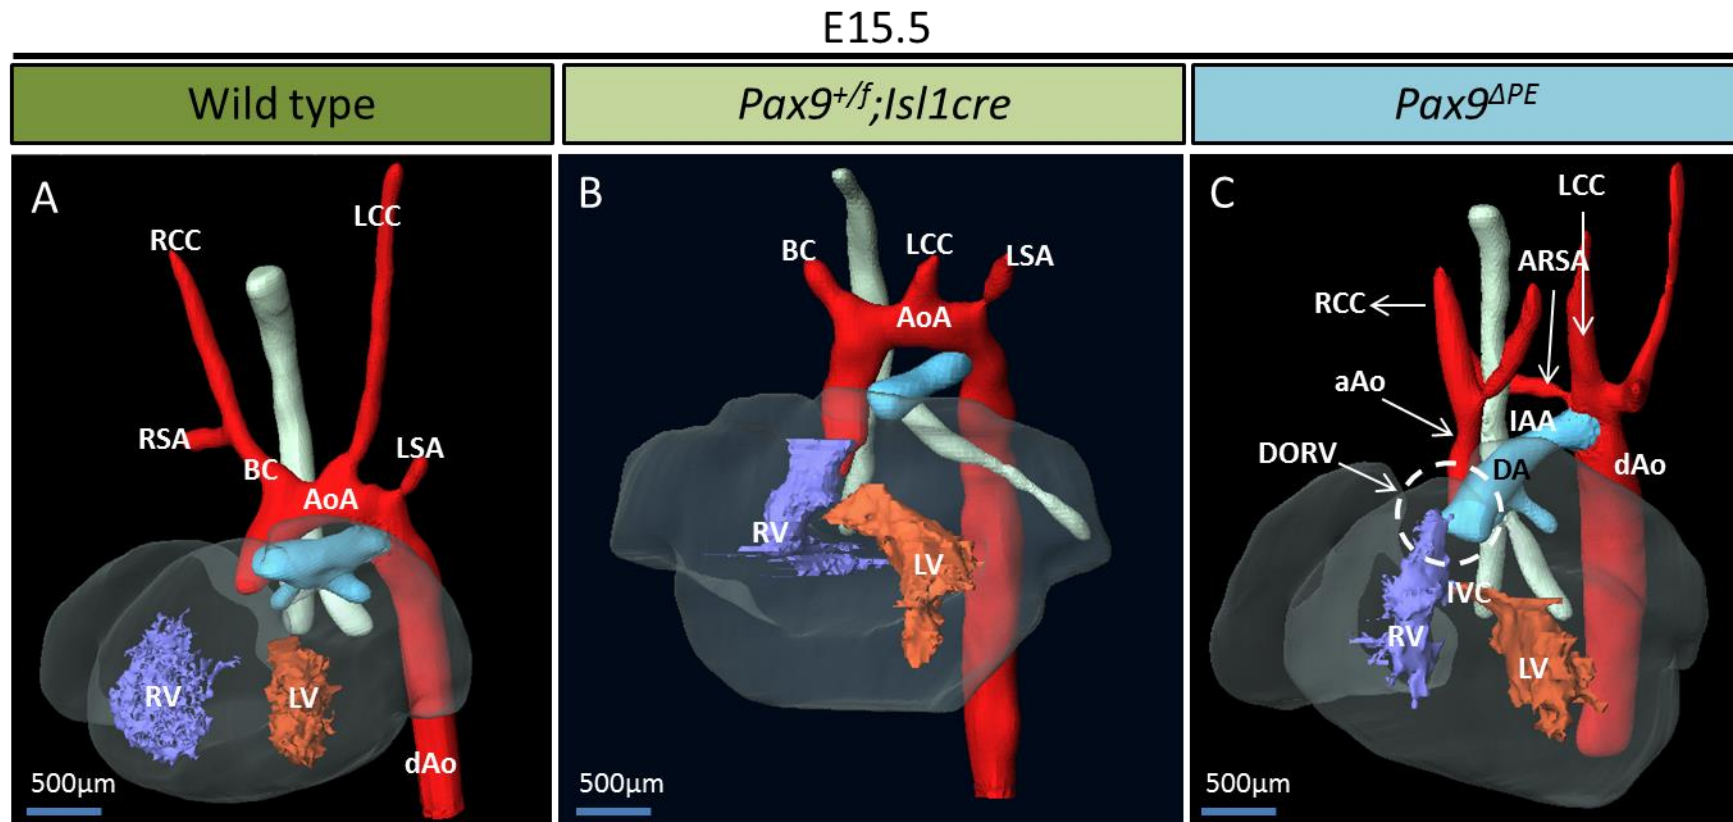 E15.5
Wild type
Pax9+/f;Isl1cre
Pax9ΔPE
A
RCC
LCC
RSA
BC
LSA
AoA
RV
LV
dAo
500µm
B
BC
LCC
LSA
AoA
RV
LV
500µm
C
LCC
ARSA
RCC
aAo
IAA
DORV
DA
dAo
IVC
RV
LV
500µm